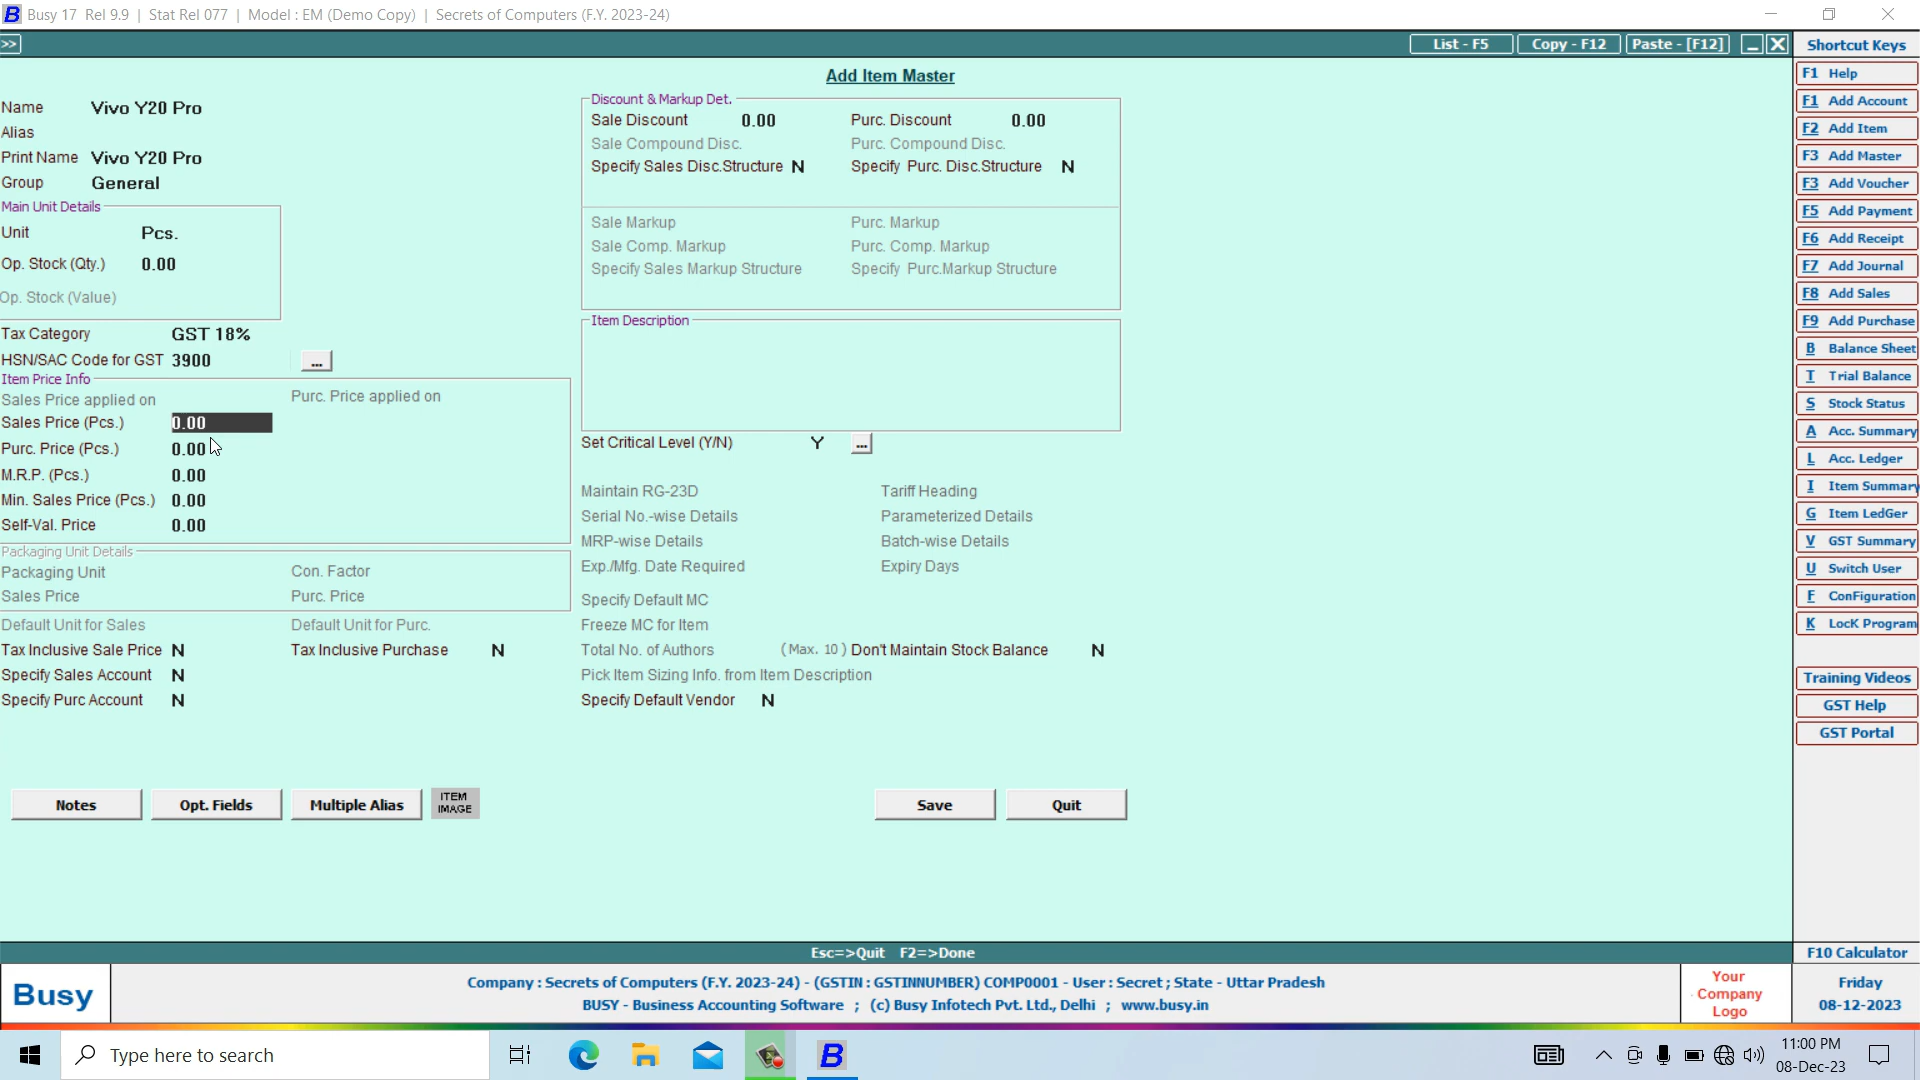 Busy 17 Rel 9.9 | Stat Rel 077 | Model : EM (Demo Copy) | Secrets of Computers (F.Y. 2023-24)
>> List - F5 Copy - F12 Paste - [F12]
Add Item Master
Name Vivo Y20 Pro
Alias
Print Name Vivo Y20 Pro
Group General
Main Unit Details
Unit Pcs.
Op. Stock (Qty.) 0.00
Op. Stock (Value)
Tax Category GST 18%
HSN/SAC Code for GST 3900 ...
Item Price Info
Sales Price applied on Purc. Price applied on
Sales Price (Pcs.) 0.00
Purc. Price (Pcs.) 0.00
M.R.P. (Pcs.) 0.00
Min. Sales Price (Pcs.) 0.00
Self-Val. Price 0.00
Packaging Unit Details
Packaging Unit Con. Factor
Sales Price Purc. Price
Default Unit for Sales Default Unit for Purc.
Tax Inclusive Sale Price N Tax Inclusive Purchase N
Specify Sales Account N
Specify Purc Account N
Discount & Markup Det.
Sale Discount 0.00 Purc. Discount 0.00
Sale Compound Disc. Purc. Compound Disc.
Specify Sales Disc.Structure N Specify Purc. Disc.Structure N
Sale Markup Purc. Markup
Sale Comp. Markup Purc. Comp. Markup
Specify Sales Markup Structure Specify Purc.Markup Structure
Item Description
Set Critical Level (Y/N) Y ...
Maintain RG-23D Tariff Heading
Serial No.-wise Details Parameterized Details
MRP-wise Details Batch-wise Details
Exp./Mfg. Date Required Expiry Days
Specify Default MC
Freeze MC for Item
Total No. of Authors (Max. 10) Don't Maintain Stock Balance N
Pick Item Sizing Info. from Item Description
Specify Default Vendor N
Notes Opt. Fields Multiple Alias ITEM IMAGE Save Quit
Shortcut Keys
F1 Help
F1 Add Account
F2 Add Item
F3 Add Master
F3 Add Voucher
F5 Add Payment
F6 Add Receipt
F7 Add Journal
F8 Add Sales
F9 Add Purchase
B Balance Sheet
T Trial Balance
S Stock Status
A Acc. Summary
L Acc. Ledger
I Item Summary
G Item LedGer
V GST Summary
U Switch User
F ConFiguration
K LocK Program
Training Videos
GST Help
GST Portal
Esc=>Quit F2=>Done
F10 Calculator
Busy
Company : Secrets of Computers (F.Y. 2023-24) - (GSTIN : GSTINNUMBER) COMP0001 - User : Secret ; State - Uttar Pradesh
BUSY - Business Accounting Software ; (c) Busy Infotech Pvt. Ltd., Delhi ; www.busy.in
Your
Company
Logo
Friday
08-12-2023
Type here to search
11:00 PM
08-Dec-23